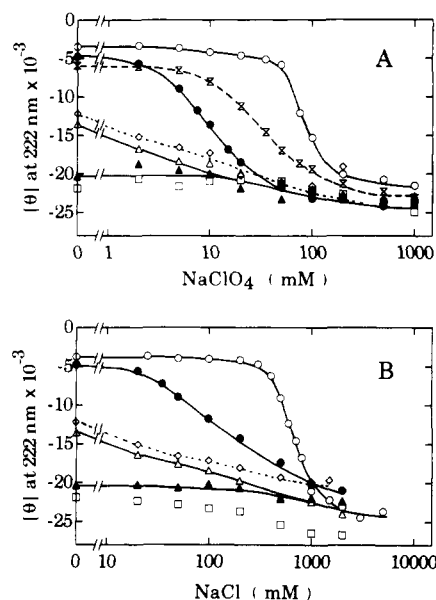 A
[θ] at 222 nm × 10⁻³
0
-5
-10
-15
-20
-25
0 1 10 100 1000
NaClO₄ ( mM )
B
[θ] at 222 nm × 10⁻³
0
-5
-10
-15
-20
-25
0 10 100 1000 10000
NaCl ( mM )